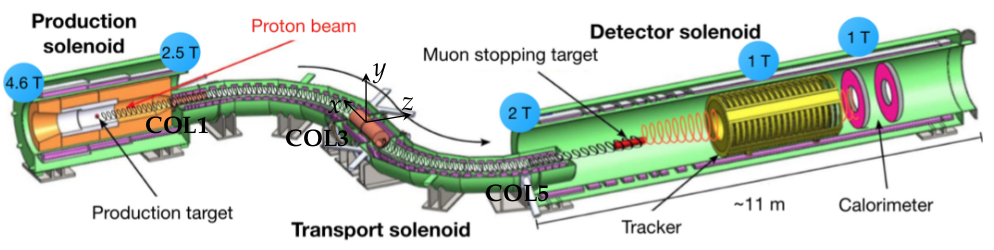 Production
solenoid
Proton beam
4.6 T
2.5 T
COL1
Production target
y
x
z
COL3
Transport solenoid
COL5
Detector solenoid
Muon stopping target
2 T
1 T
1 T
Tracker
~11 m
Calorimeter